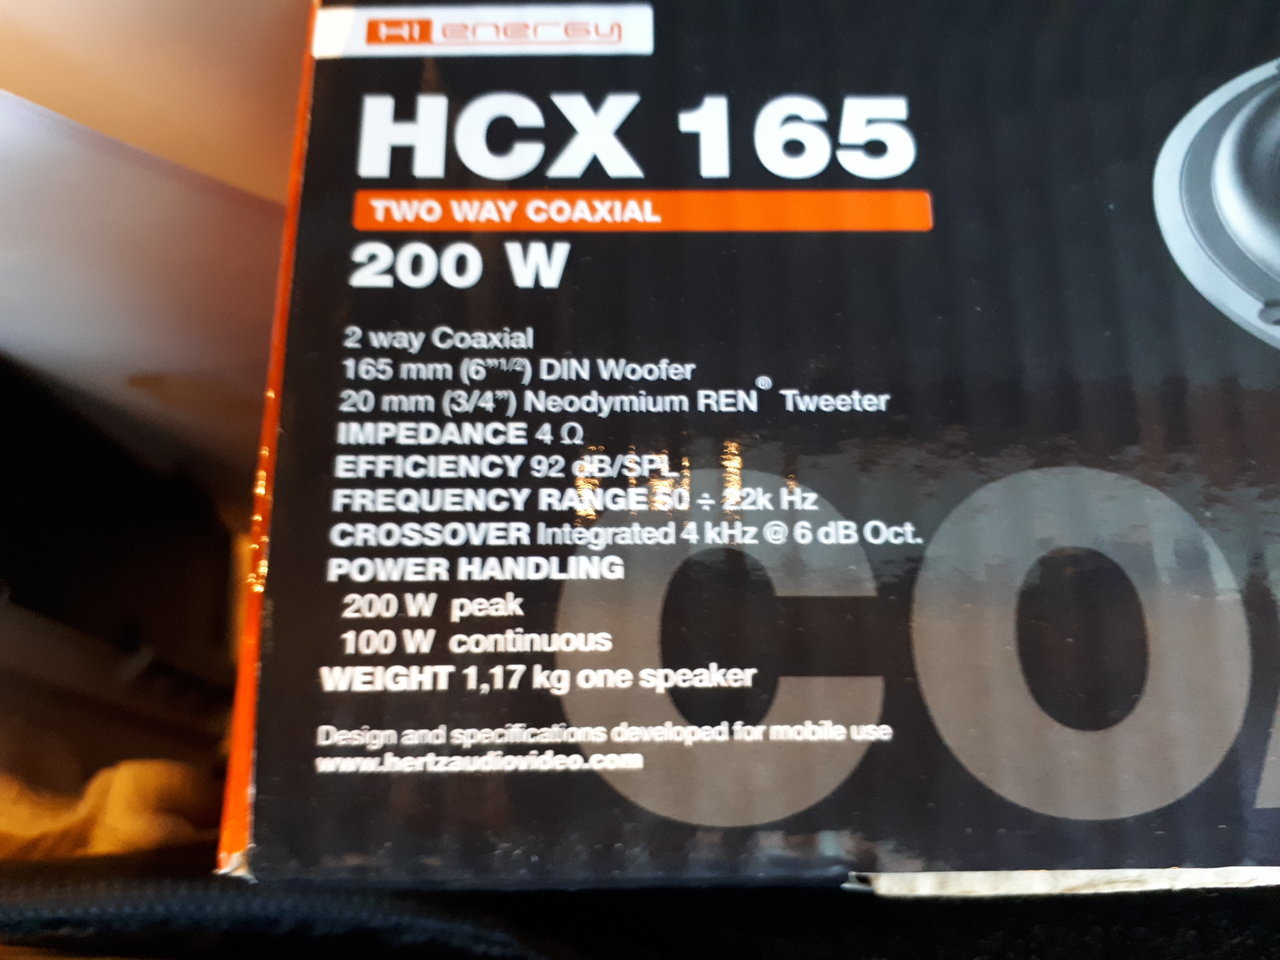 HI energy
HCX 165
TWO WAY COAXIAL
200 W
2 way Coaxial
165 mm (6”1/2) DIN Woofer
20 mm (3/4”) Neodymium REN® Tweeter
IMPEDANCE 4 Ω
EFFICIENCY 92 dB/SPL
FREQUENCY RANGE 50 ÷ 22k Hz
CROSSOVER Integrated 4 kHz @ 6 dB Oct.
POWER HANDLING
200 W peak
100 W continuous
WEIGHT 1,17 kg one speaker
Design and specifications developed for mobile use
www.hertzaudiovideo.com